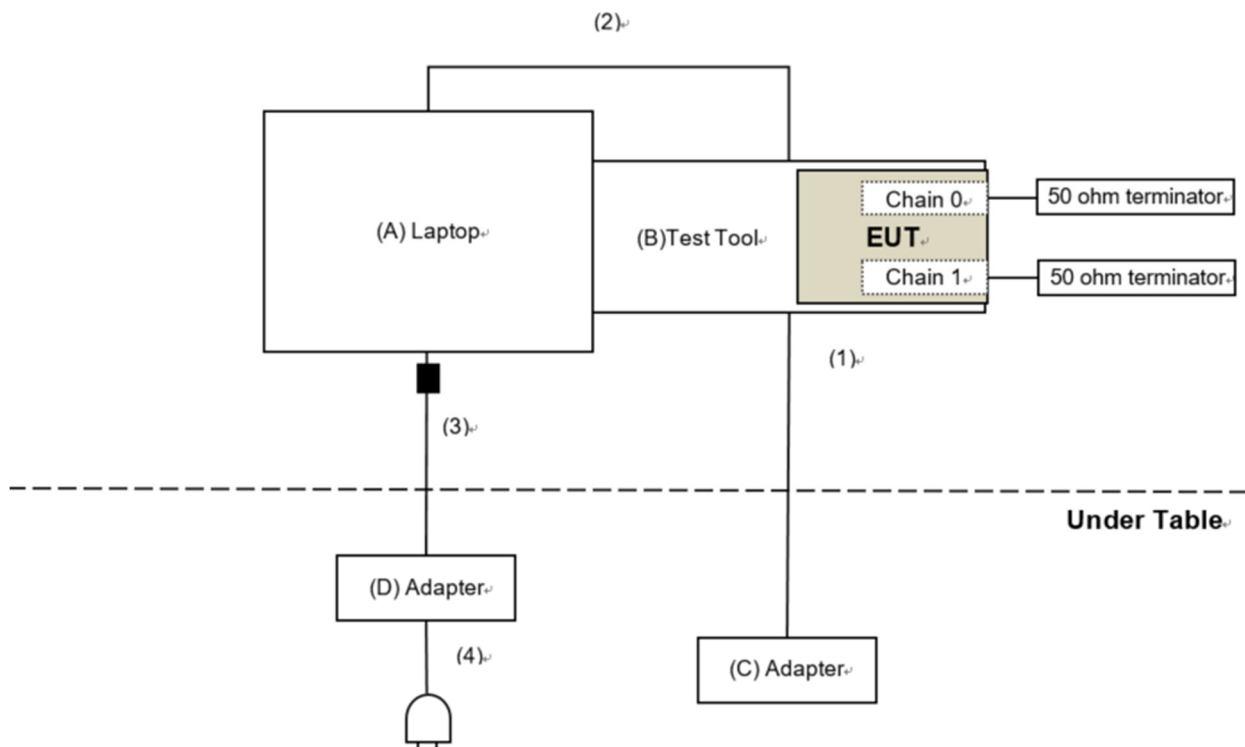 (2)
(A) Laptop
(B)Test Tool
Chain 0
EUT
Chain 1
50 ohm terminator
50 ohm terminator
(1)
(3)
Under Table
(D) Adapter
(4)
(C) Adapter